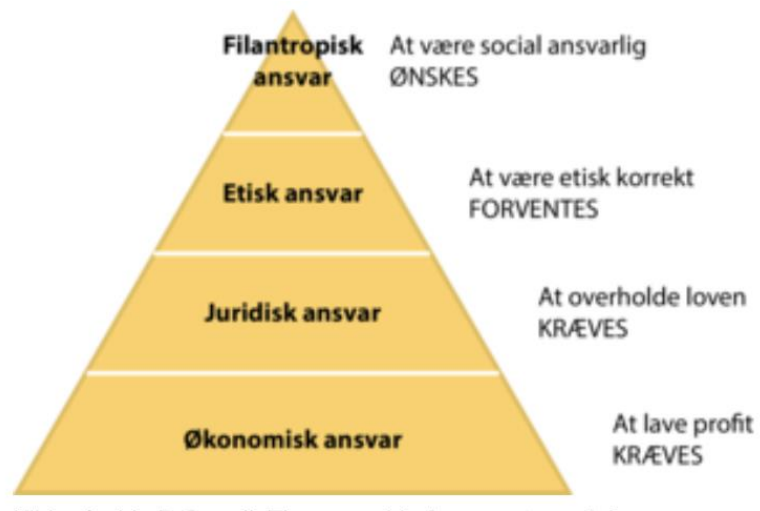 Filantropisk
ansvar
At være social ansvarlig
ØNSKES
Etisk ansvar
At være etisk korrekt
FORVENTES
Juridisk ansvar
At overholde loven
KRÆVES
Økonomisk ansvar
At lave profit
KRÆVES